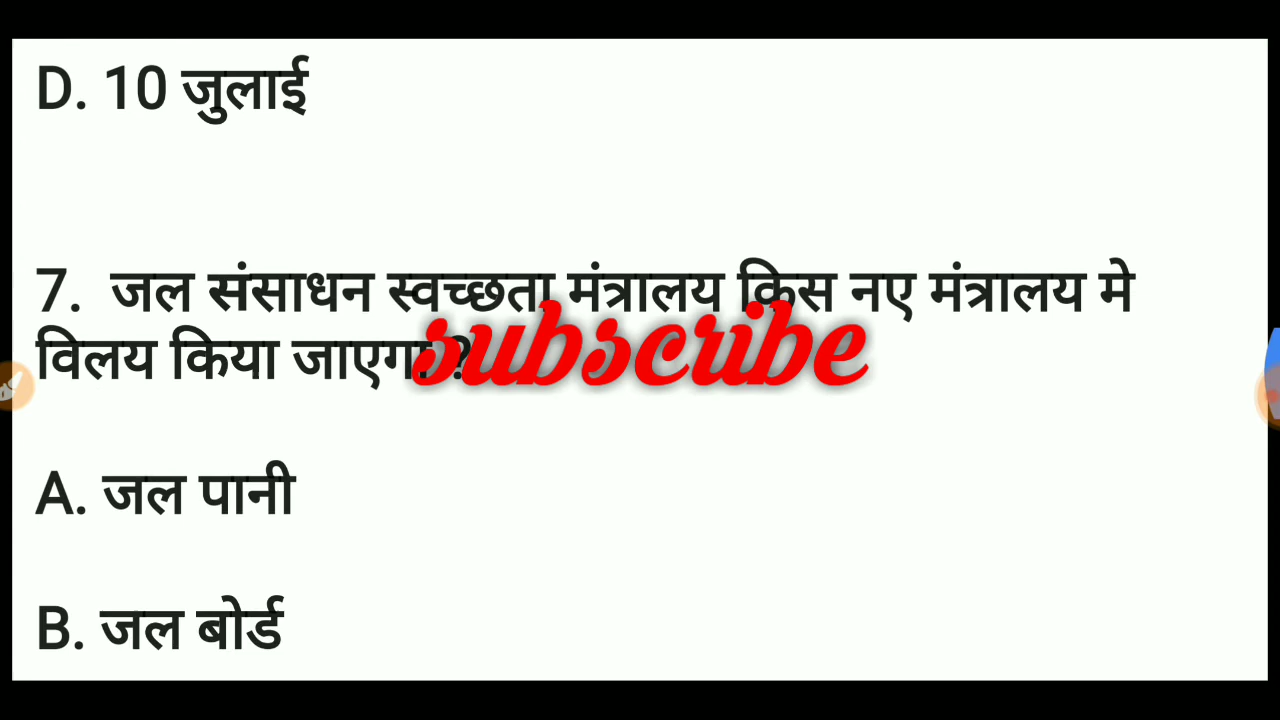 D. 10 जुलाई
7. जल संसाधन स्वच्छता मंत्रालय किस नए मंत्रालय मे
विलय किया जाएगा ?
subscribe
A. जल पानी
B. जल बोर्ड